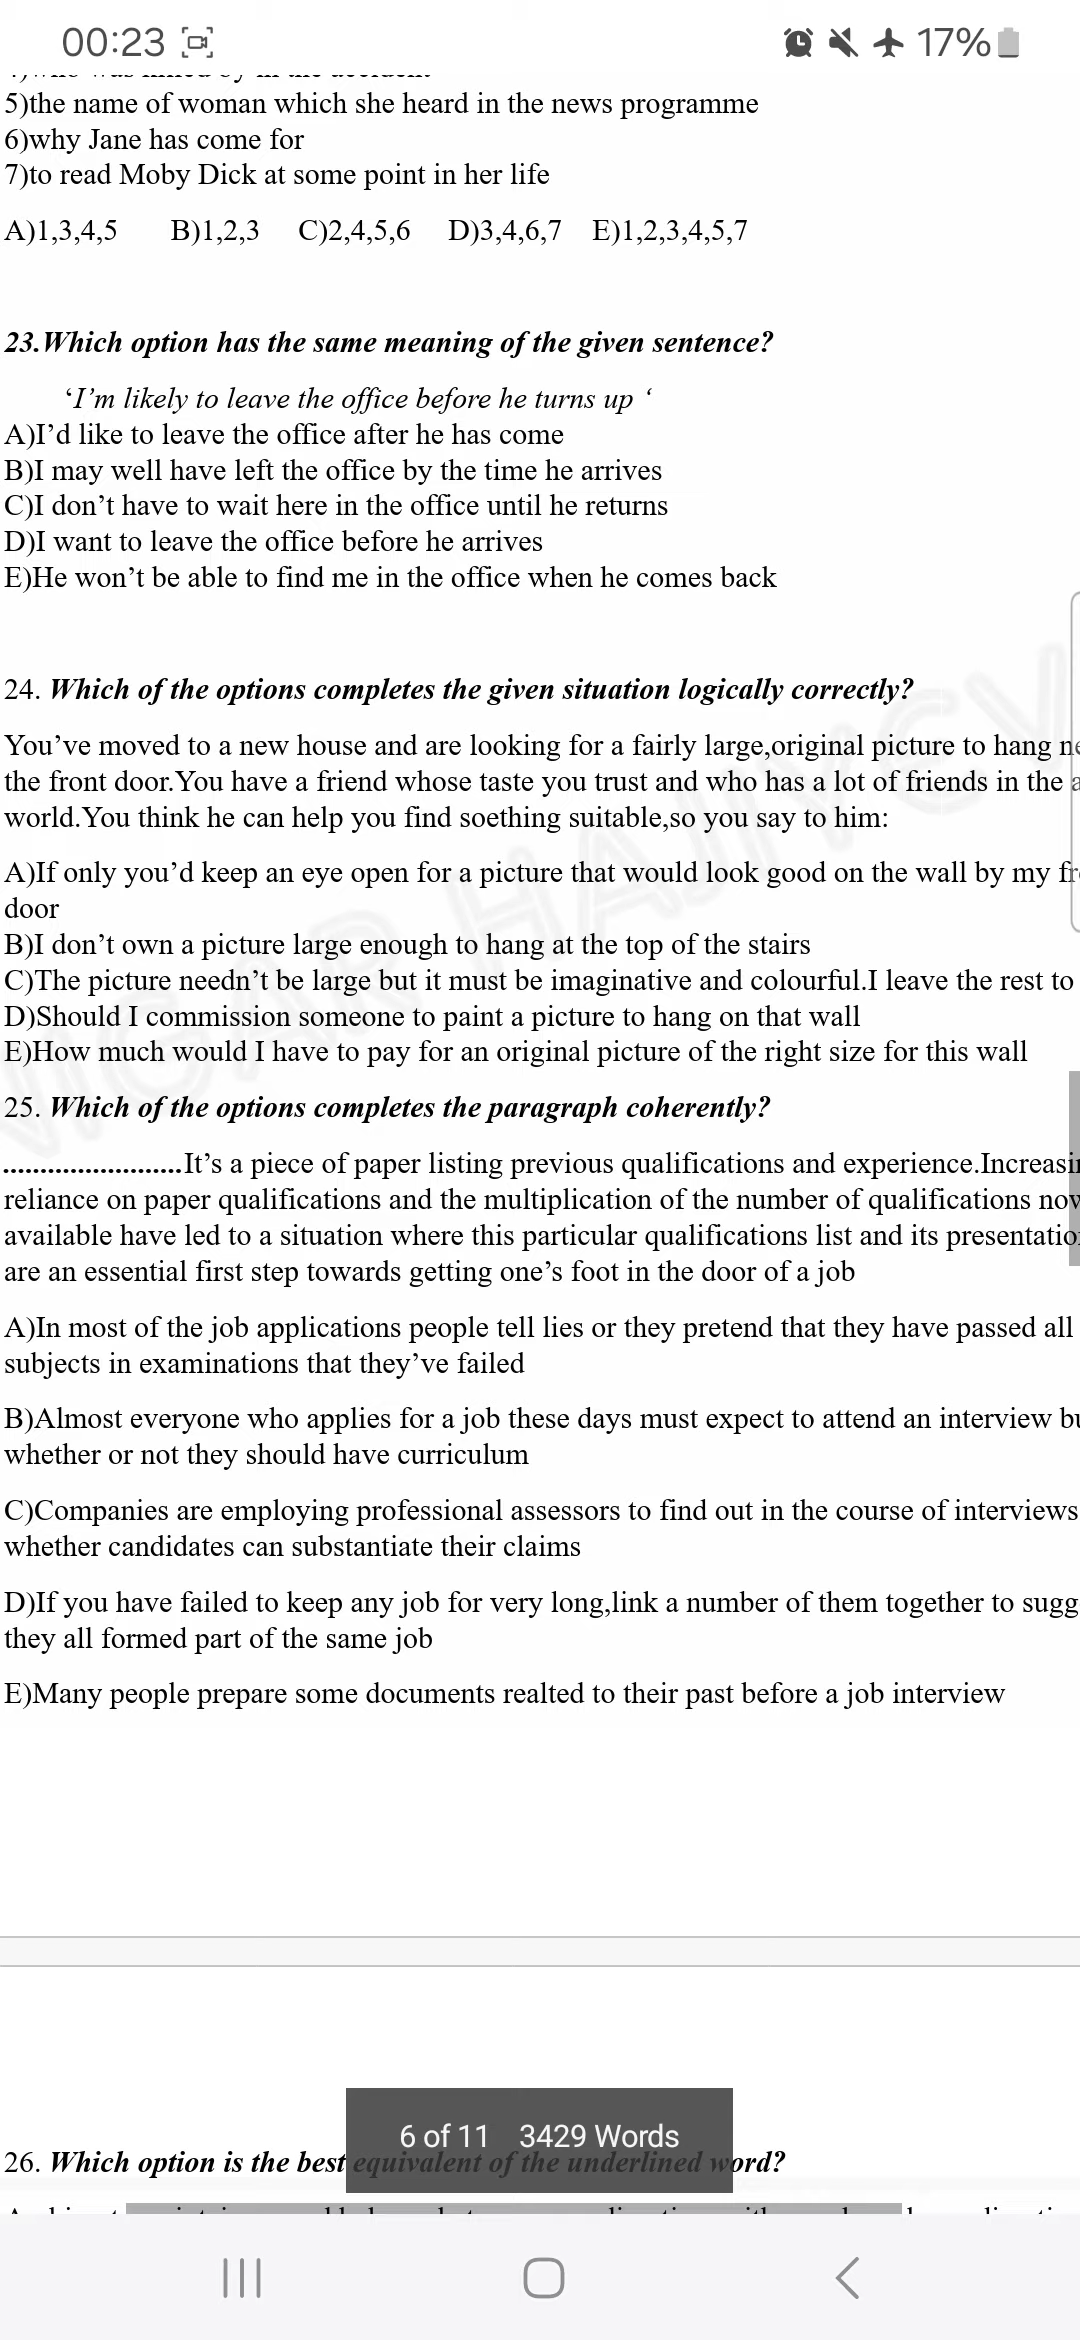 00:23
17%
5)the name of woman which she heard in the news programme
6)why Jane has come for
7)to read Moby Dick at some point in her life
A)1,3,4,5 B)1,2,3 C)2,4,5,6 D)3,4,6,7 E)1,2,3,4,5,7
23.Which option has the same meaning of the given sentence?
‘I’m likely to leave the office before he turns up ‘
A)I’d like to leave the office after he has come
B)I may well have left the office by the time he arrives
C)I don’t have to wait here in the office until he returns
D)I want to leave the office before he arrives
E)He won’t be able to find me in the office when he comes back
24. Which of the options completes the given situation logically correctly?
You’ve moved to a new house and are looking for a fairly large,original picture to hang
the front door.You have a friend whose taste you trust and who has a lot of friends in the
world.You think he can help you find soething suitable,so you say to him:
A)If only you’d keep an eye open for a picture that would look good on the wall by my
door
B)I don’t own a picture large enough to hang at the top of the stairs
C)The picture needn’t be large but it must be imaginative and colourful.I leave the rest to
D)Should I commission someone to paint a picture to hang on that wall
E)How much would I have to pay for an original picture of the right size for this wall
25. Which of the options completes the paragraph coherently?
........................It’s a piece of paper listing previous qualifications and experience.
reliance on paper qualifications and the multiplication of the number of qualifications
available have led to a situation where this particular qualifications list and its
are an essential first step towards getting one’s foot in the door of a job
A)In most of the job applications people tell lies or they pretend that they have passed all
subjects in examinations that they’ve failed
B)Almost everyone who applies for a job these days must expect to attend an interview
whether or not they should have curriculum
C)Companies are employing professional assessors to find out in the course of interviews
whether candidates can substantiate their claims
D)If you have failed to keep any job for very long,link a number of them together to
they all formed part of the same job
E)Many people prepare some documents realted to their past before a job interview
6 of 11 3429 Words
26. Which option is the best equivalent of the underlined word?